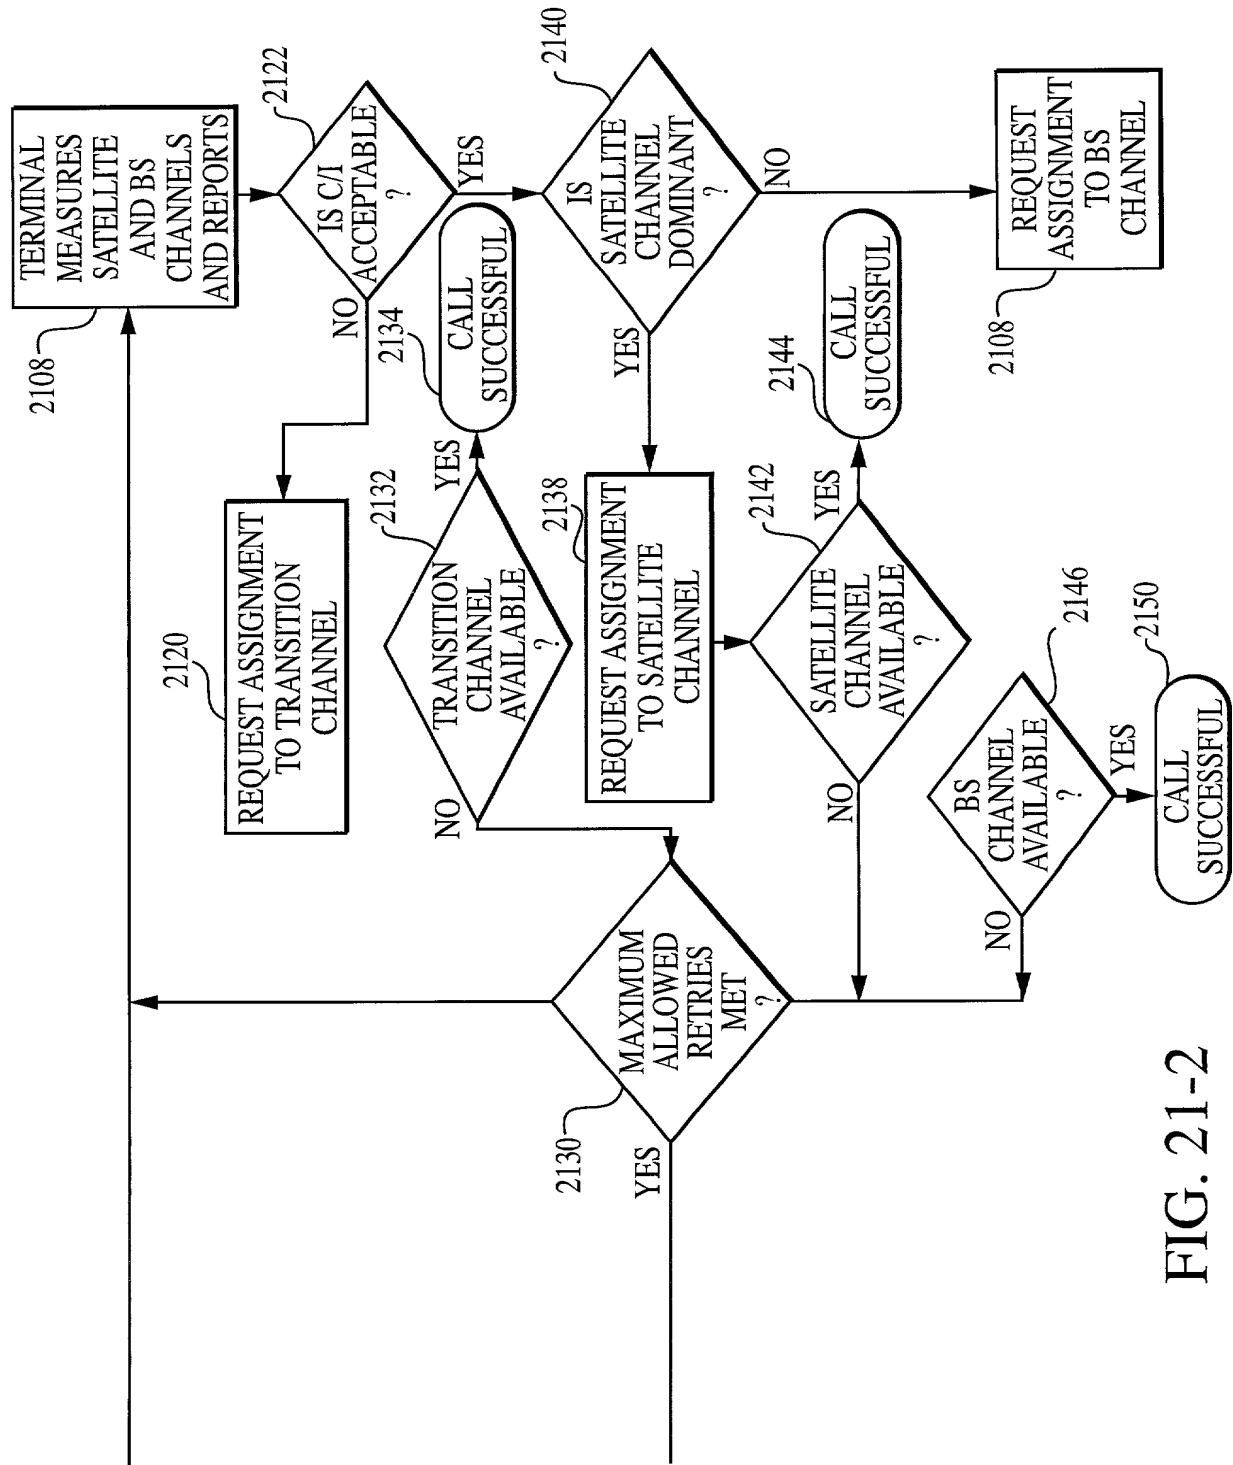 TERMINAL
MEASURES
SATELLITE
AND BS
CHANNELS
AND REPORTS
2108
2122
IS C/I
ACCEPTABLE
?
NO
YES
2120
REQUEST ASSIGNMENT
TO TRANSITION
CHANNEL
2132
TRANSITION
CHANNEL
AVAILABLE
?
YES
NO
2134
CALL
SUCCESSFUL
2140
IS
SATELLITE
CHANNEL
DOMINANT
?
YES
NO
2138
REQUEST ASSIGNMENT
TO SATELLITE
CHANNEL
2130
MAXIMUM
ALLOWED
RETRIES
MET
?
YES
2142
SATELLITE
CHANNEL
AVAILABLE
?
YES
NO
2144
CALL
SUCCESSFUL
REQUEST
ASSIGNMENT
TO BS
CHANNEL
2108
2146
BS
CHANNEL
AVAILABLE
?
NO
YES
2150
CALL
SUCCESSFUL
FIG. 21-2